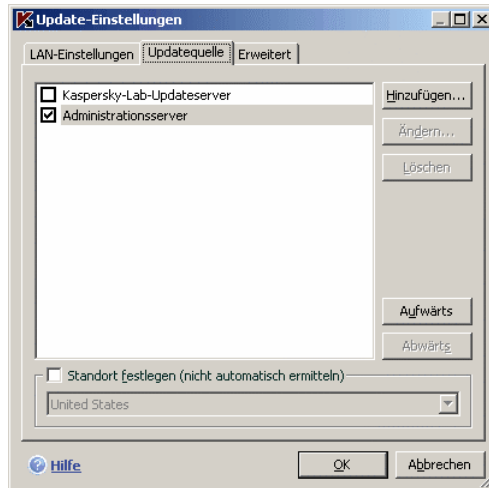 Update-Einstellungen
LAN-Einstellungen Updatequelle Erweitert
Kaspersky-Lab-Updateserver
Administrationsserver
Hinzufügen...
Ändern...
Löschen
Aufwärts
Abwärts
Standort festlegen (nicht automatisch ermitteln)
United States
Hilfe
OK
Abbrechen